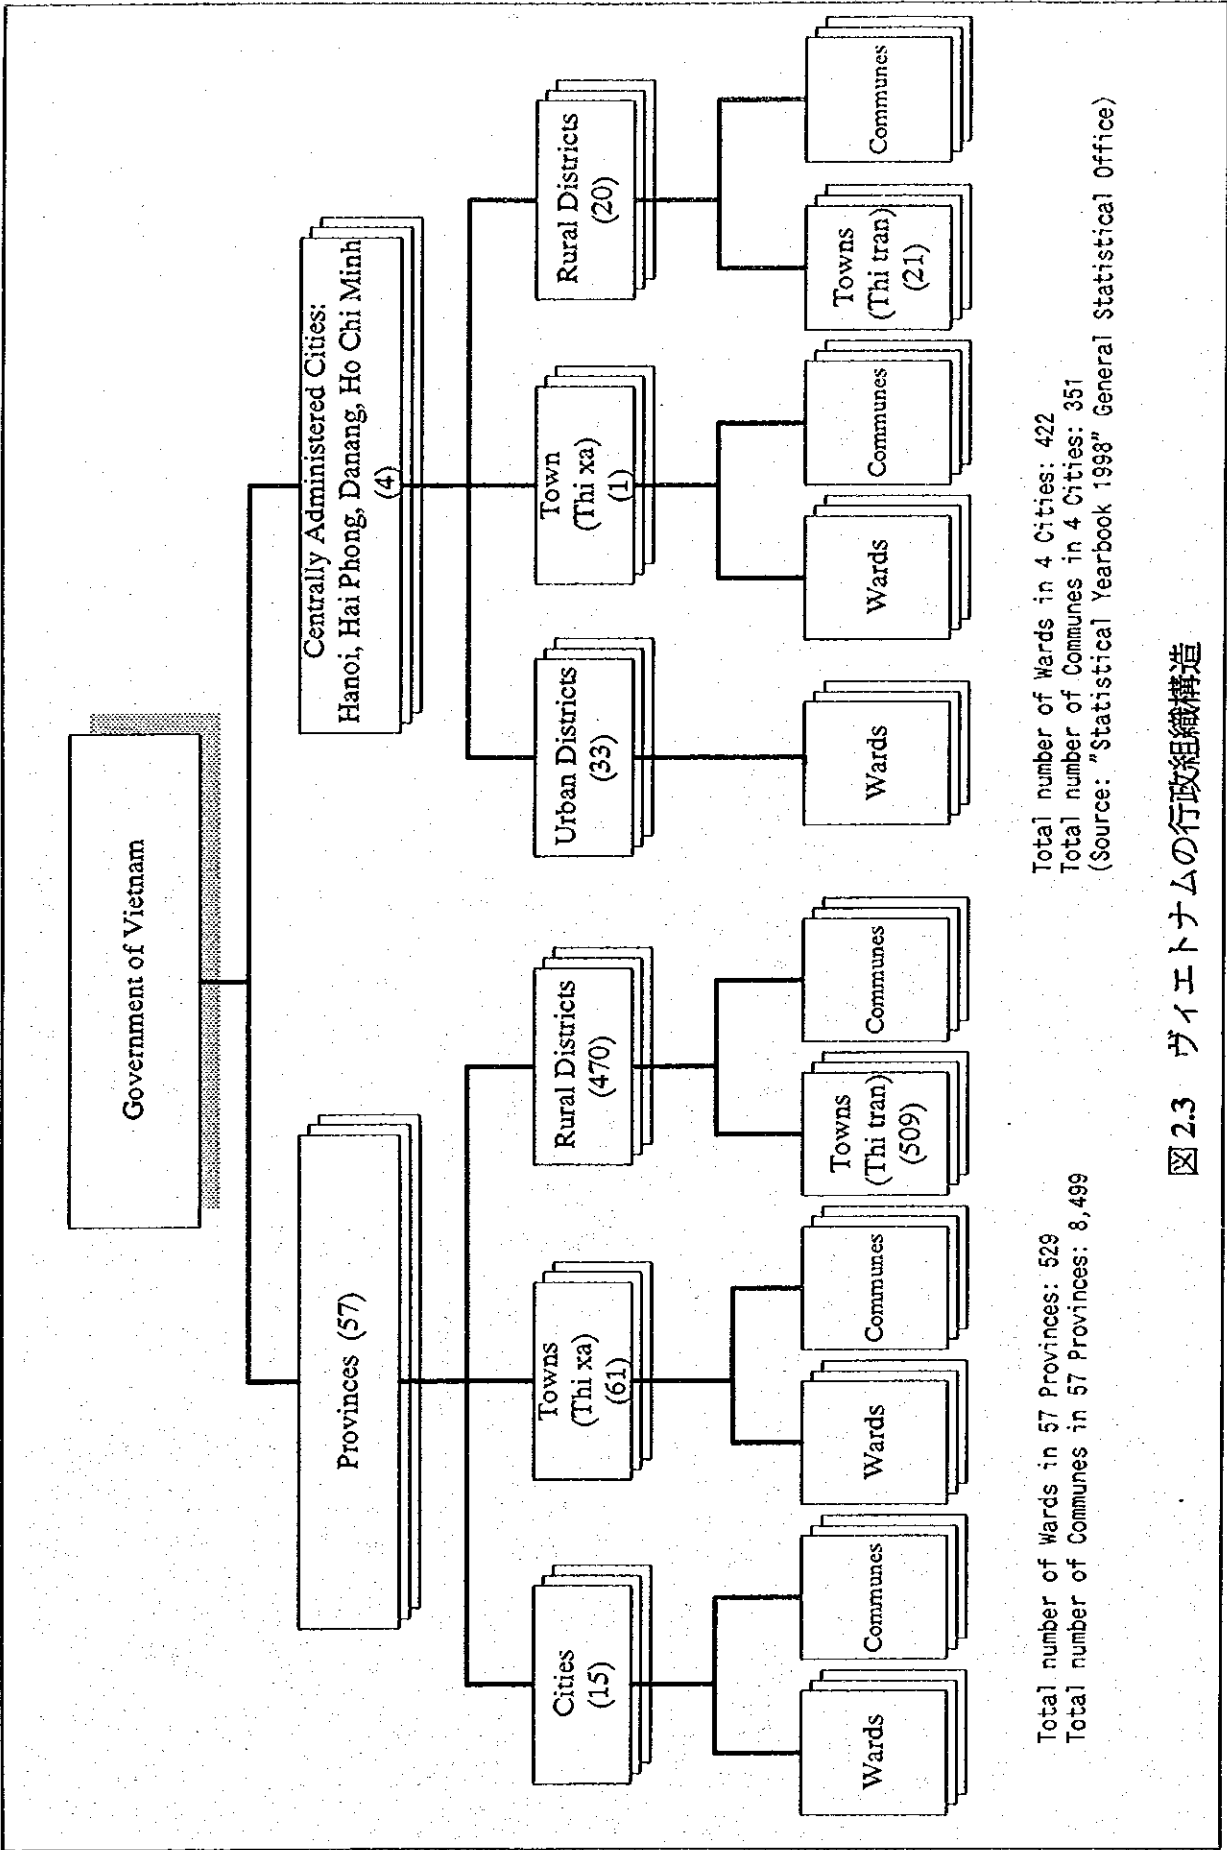 Government of Vietnam
Provinces (57)
Centrally Administered Cities:
Hanoi, Hai Phong, Danang, Ho Chi Minh
(4)
Cities
(15)
Towns
(Thi xa)
(61)
Rural Districts
(470)
Urban Districts
(33)
Town
(Thi xa)
(1)
Rural Districts
(20)
Wards
Communes
Wards
Communes
Towns
(Thi tran)
(509)
Communes
Wards
Wards
Communes
Towns
(Thi tran)
(21)
Communes
Total number of Wards in 57 Provinces: 529
Total number of Communes in 57 Provinces: 8,499
Total number of Wards in 4 Cities: 422
Total number of Communes in 4 Cities: 351
(Source: "Statistical Yearbook 1998" General Statistical Office)
図 2.3 ヴィエトナムの行政組織構造